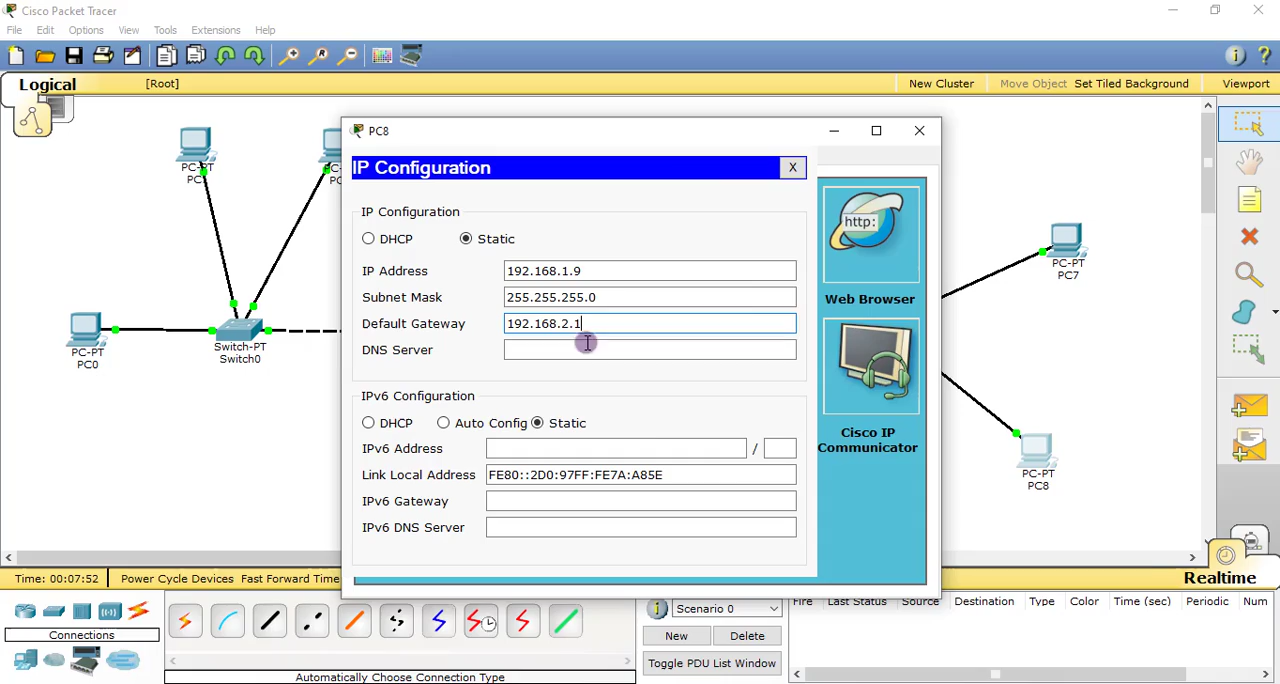 Cisco Packet Tracer
File Edit Options View Tools Extensions Help
Logical [Root] New Cluster Move Object Set Tiled Background Viewport
PC8
IP Configuration X
IP Configuration
DHCP Static
IP Address 192.168.1.9
Subnet Mask 255.255.255.0
Default Gateway 192.168.2.1
DNS Server
IPv6 Configuration
DHCP Auto Config Static
IPv6 Address /
Link Local Address FE80::2D0:97FF:FE7A:A85E
IPv6 Gateway
IPv6 DNS Server
http:
Web Browser
Cisco IP
Communicator
PC-PT
PC-PT
PC0
Switch-PT
Switch0
PC-PT
PC7
PC-PT
PC8
Time: 00:07:52 Power Cycle Devices Fast Forward Time
Realtime
Connections
Automatically Choose Connection Type
Scenario 0
New Delete
Toggle PDU List Window
Fire Last Status Source Destination Type Color Time (sec) Periodic Num